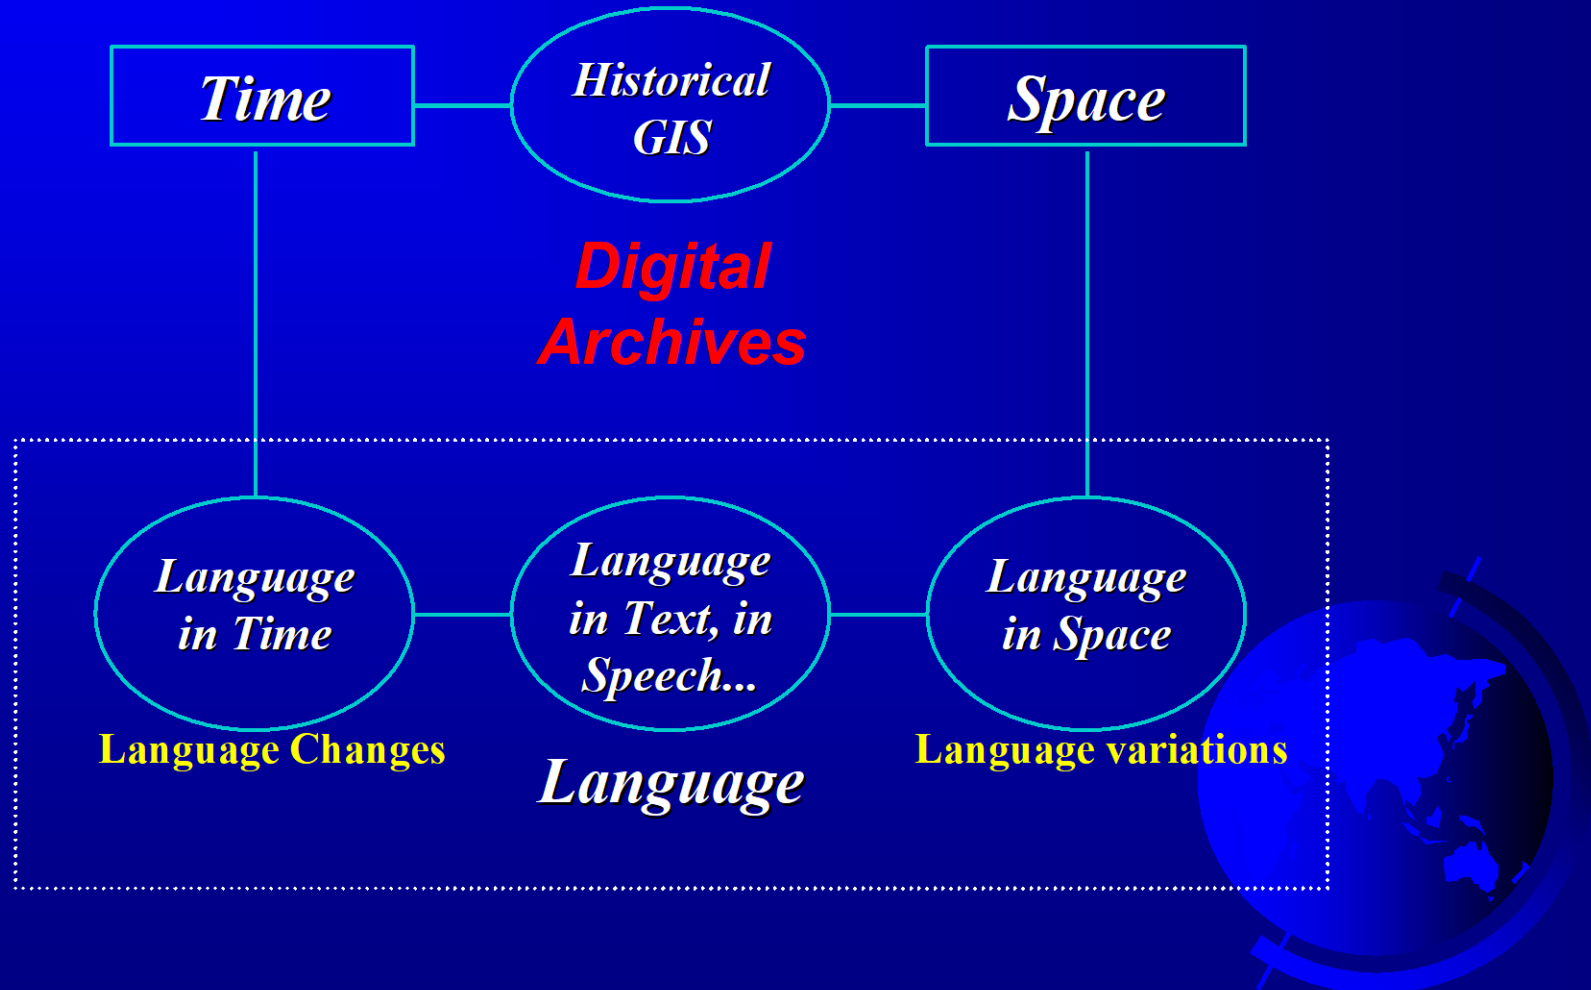 Time
Historical
GIS
Space
Digital
Archives
Language
in Time
Language
in Text, in
Speech...
Language
in Space
Language Changes
Language
Language variations